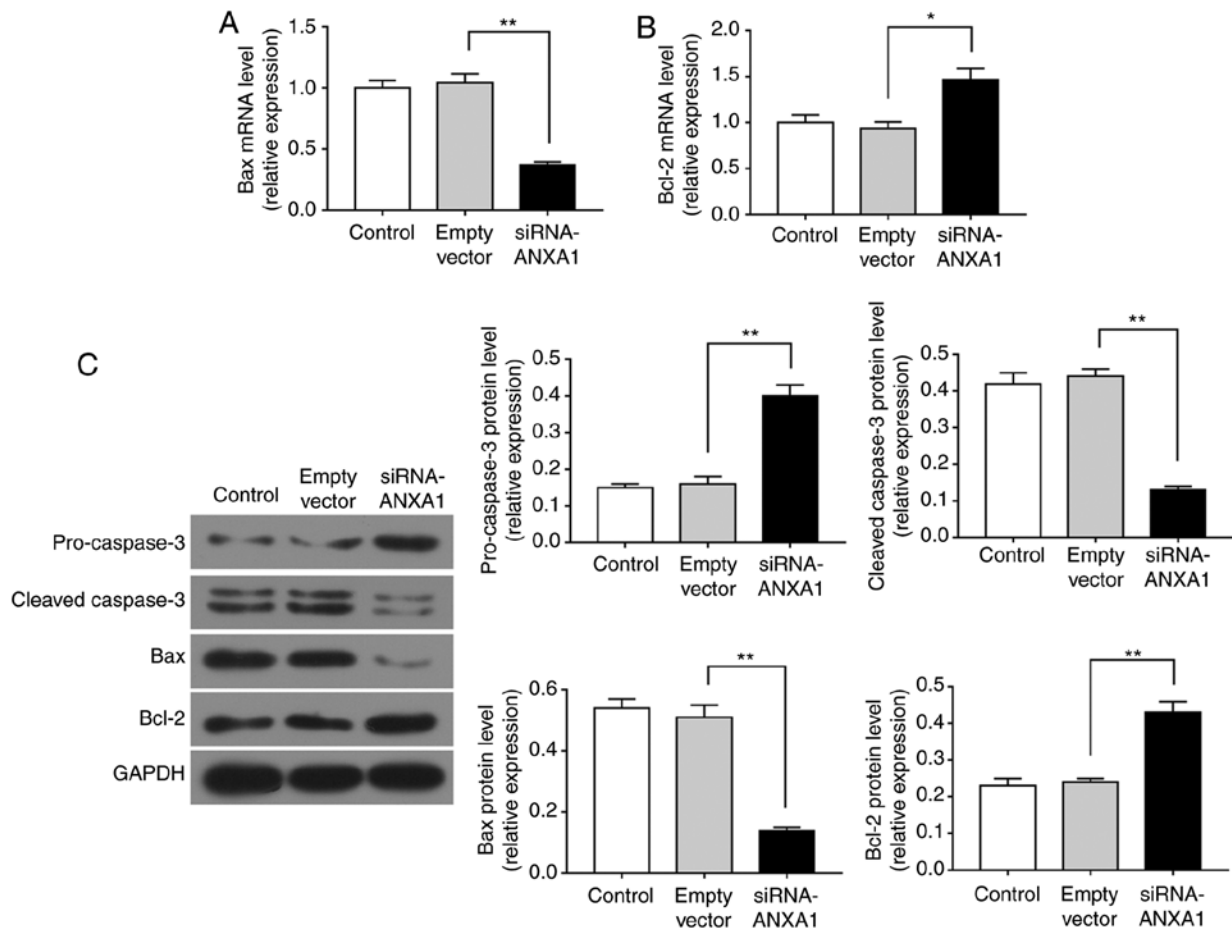 A
Bax mRNA level
(relative expression)
1.5
1.0
0.5
0.0
**
Control
Empty
vector
siRNA-
ANXA1
B
Bcl-2 mRNA level
(relative expression)
2.0
1.5
1.0
0.5
0.0
*
Control
Empty
vector
siRNA-
ANXA1
C
Control
Empty
vector
siRNA-
ANXA1
Pro-caspase-3
Cleaved caspase-3
Bax
Bcl-2
GAPDH
Pro-caspase-3 protein level
(relative expression)
0.5
0.4
0.3
0.2
0.1
0.0
**
Control
Empty
vector
siRNA-
ANXA1
Cleaved caspase-3 protein level
(relative expression)
0.5
0.4
0.3
0.2
0.1
0.0
**
Control
Empty
vector
siRNA-
ANXA1
Bax protein level
(relative expression)
0.6
0.4
0.2
0.0
**
Control
Empty
vector
siRNA-
ANXA1
Bcl-2 protein level
(relative expression)
0.5
0.4
0.3
0.2
0.1
0.0
**
Control
Empty
vector
siRNA-
ANXA1